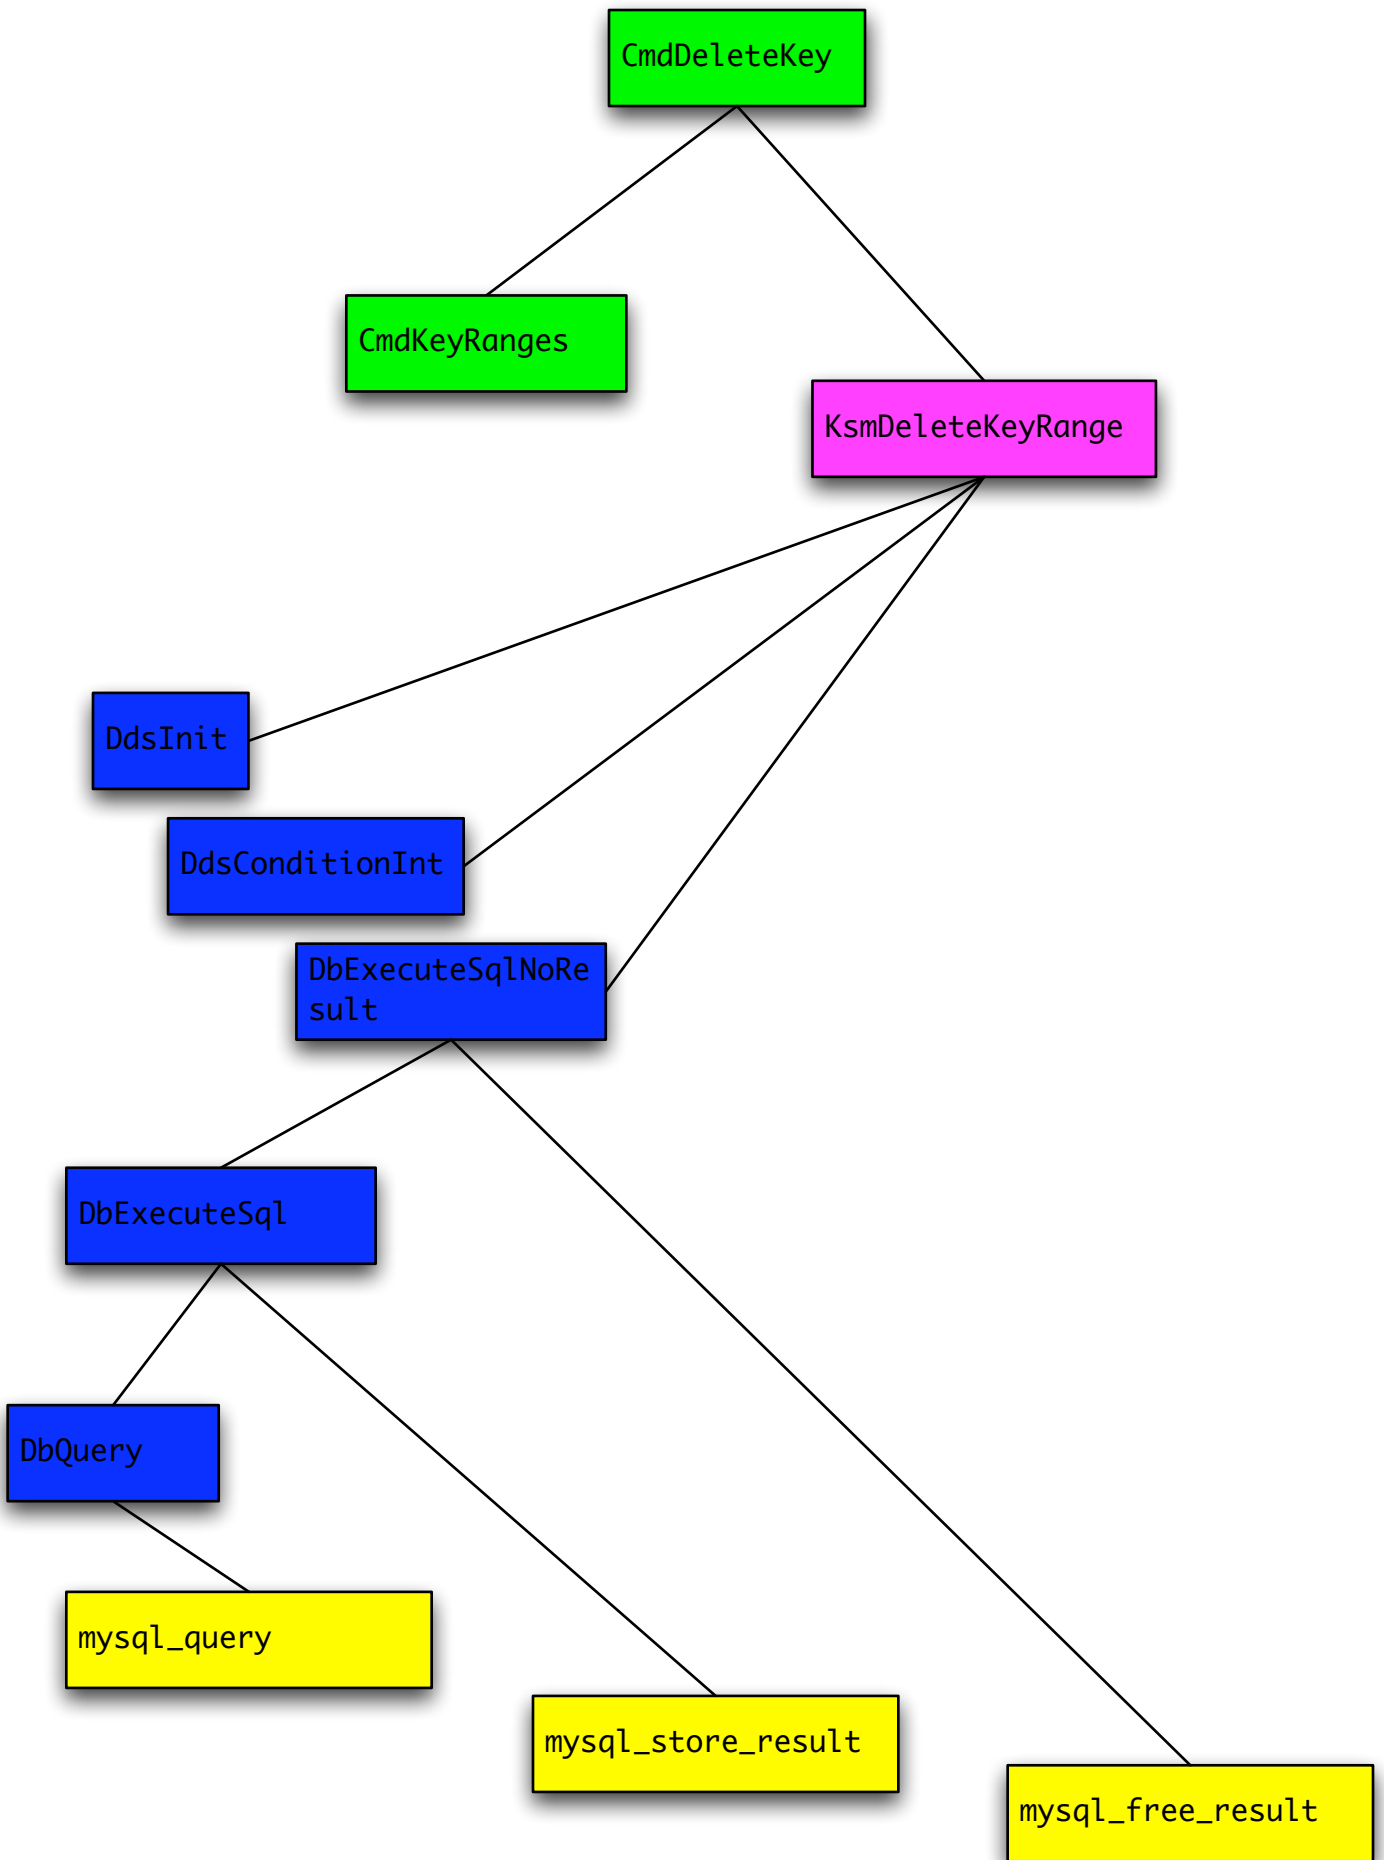 CmdDeleteKey
CmdKeyRanges
KsmDeleteKeyRange
DdsInit
DdsConditionInt
DbExecuteSqlNoRe
sult
DbExecuteSql
DbQuery
mysql_query
mysql_store_result
mysql_free_result